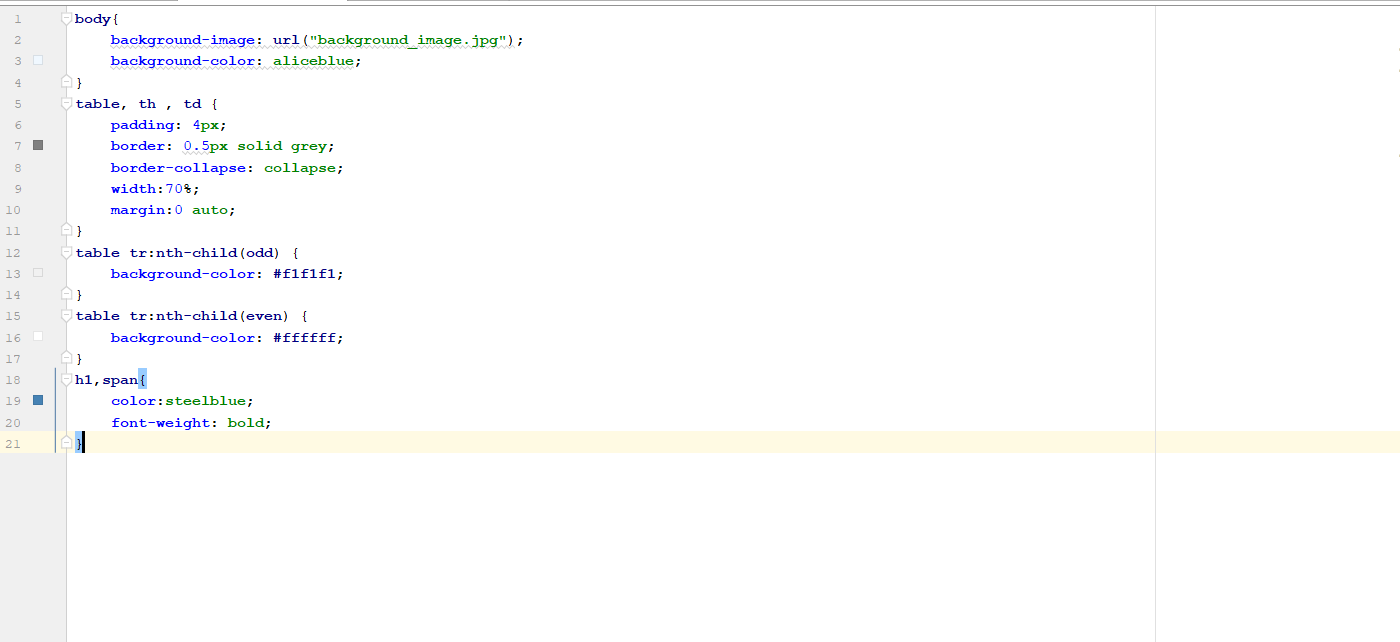 1 body{
2     background-image: url("background_image.jpg");
3     background-color: aliceblue;
4 }
5 table, th , td {
6     padding: 4px;
7     border: 0.5px solid grey;
8     border-collapse: collapse;
9     width:70%;
10     margin:0 auto;
11 }
12 table tr:nth-child(odd) {
13     background-color: #f1f1f1;
14 }
15 table tr:nth-child(even) {
16     background-color: #ffffff;
17 }
18 h1,span{
19     color:steelblue;
20     font-weight: bold;
21 }